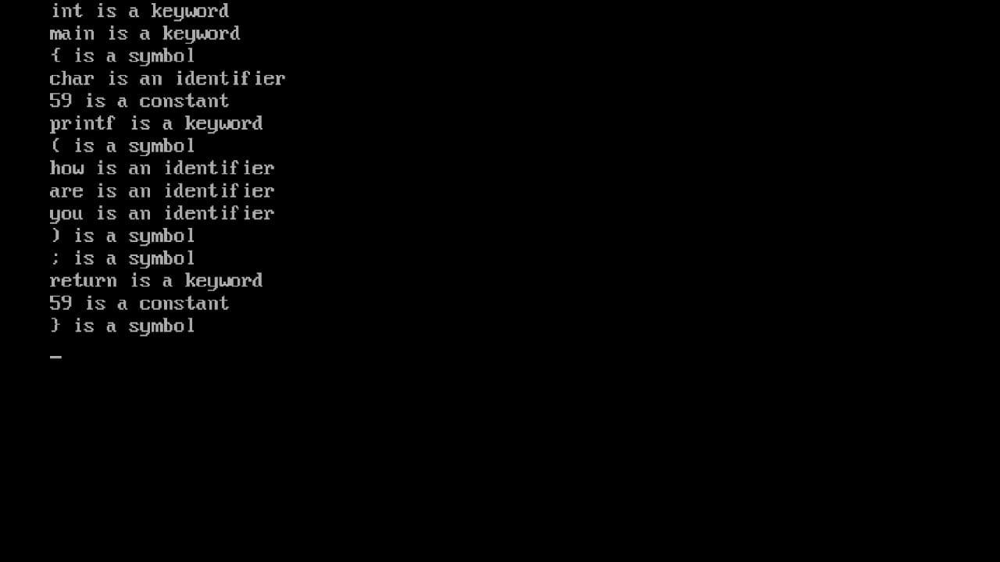 int is a keyword
main is a keyword
{ is a symbol
char is an identifier
59 is a constant
printf is a keyword
( is a symbol
how is an identifier
are is an identifier
you is an identifier
) is a symbol
; is a symbol
return is a keyword
59 is a constant
} is a symbol
_